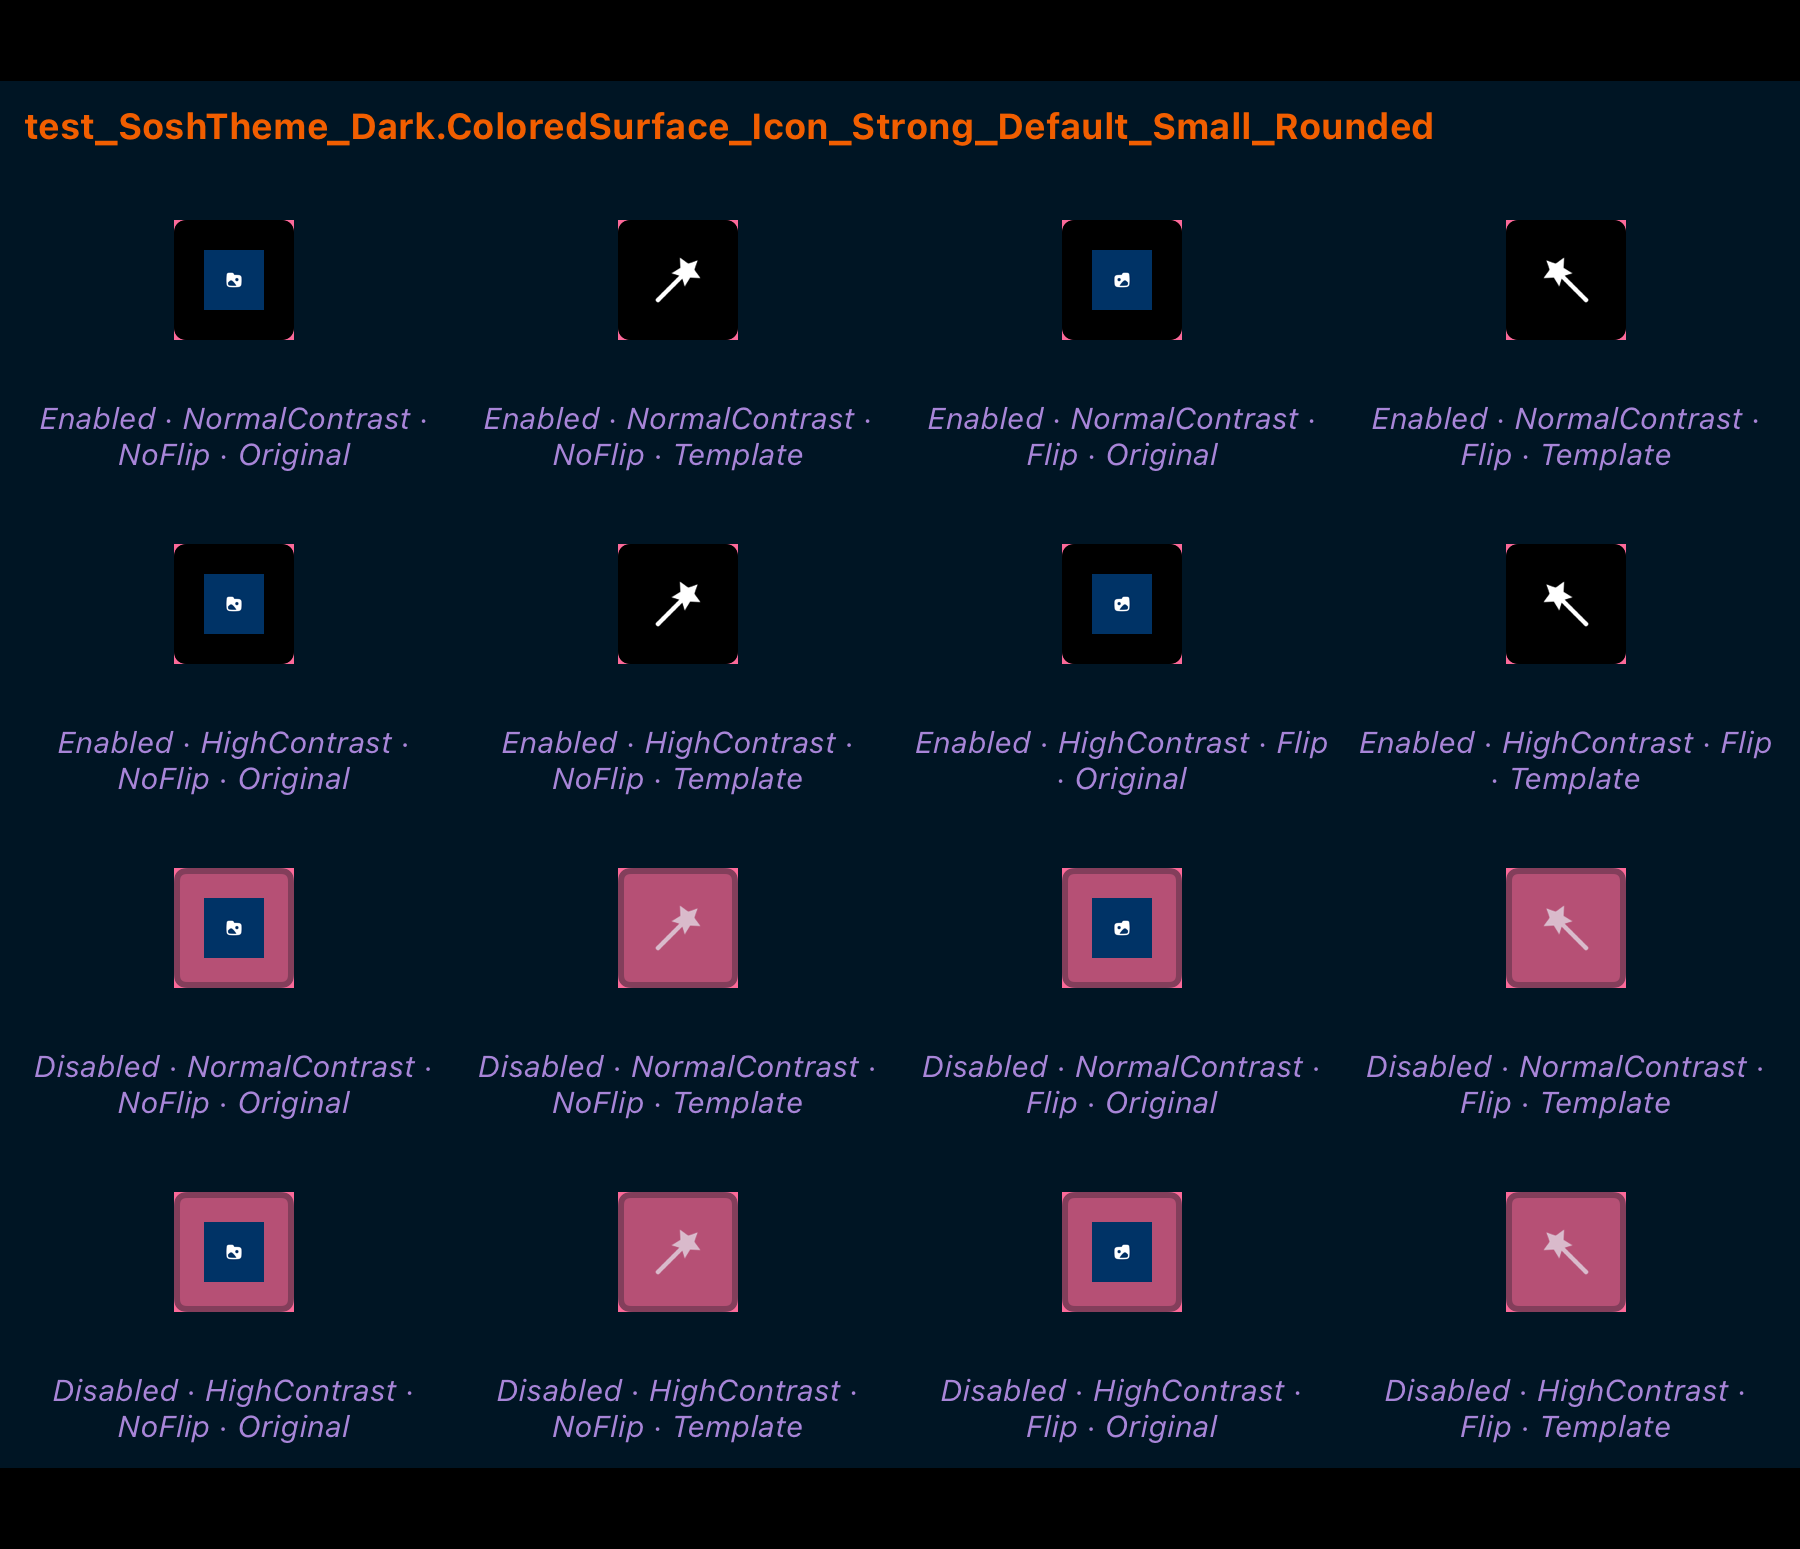 test_SoshTheme_Dark.ColoredSurface_Icon_Strong_Default_Small_Rounded
Enabled · NormalContrast ·
NoFlip · Original
Enabled · NormalContrast ·
NoFlip · Template
Enabled · NormalContrast ·
Flip · Original
Enabled · NormalContrast ·
Flip · Template
Enabled · HighContrast ·
NoFlip · Original
Enabled · HighContrast ·
NoFlip · Template
Enabled · HighContrast · Flip
· Original
Enabled · HighContrast · Flip
· Template
Disabled · NormalContrast ·
NoFlip · Original
Disabled · NormalContrast ·
NoFlip · Template
Disabled · NormalContrast ·
Flip · Original
Disabled · NormalContrast ·
Flip · Template
Disabled · HighContrast ·
NoFlip · Original
Disabled · HighContrast ·
NoFlip · Template
Disabled · HighContrast ·
Flip · Original
Disabled · HighContrast ·
Flip · Template